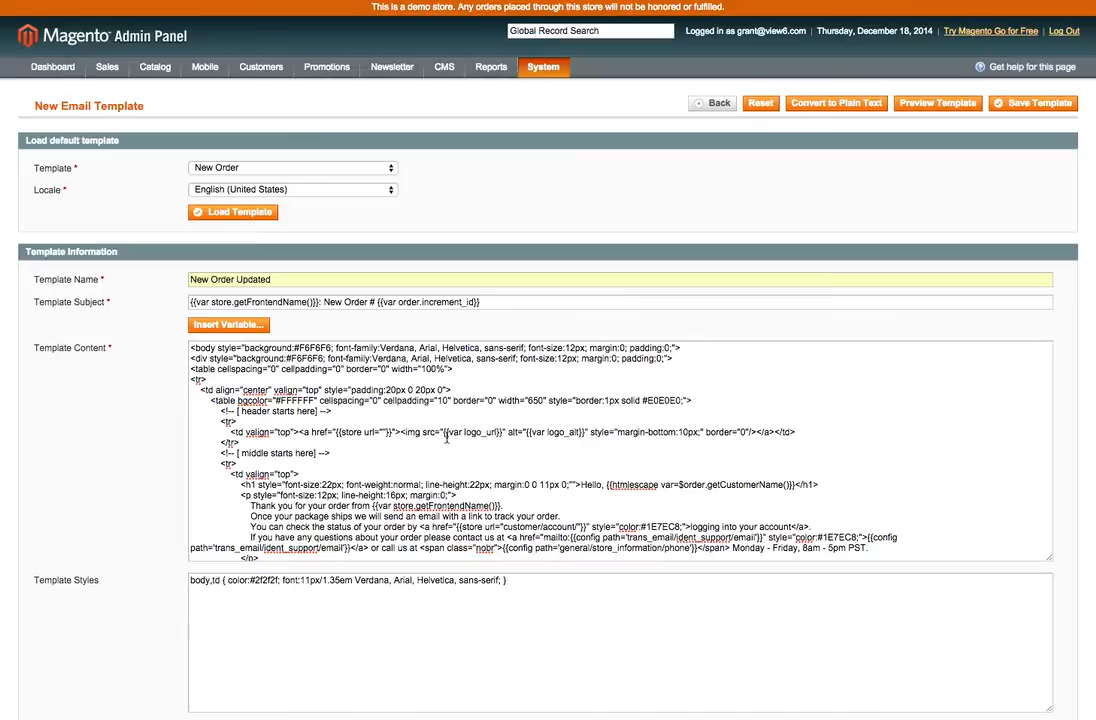 This is a demo store. Any orders placed through this store will not be honored or fulfilled.
Magento Admin Panel
Global Record Search
Logged in as grant@view6.com | Thursday, December 18, 2014 | Try Magento Go for Free | Log Out
Dashboard Sales Catalog Mobile Customers Promotions Newsletter CMS Reports System
Get help for this page
New Email Template
Back Reset Convert to Plain Text Preview Template Save Template
Load default template
Template * New Order
Locale * English (United States)
Load Template
Template Information
Template Name * New Order Updated
Template Subject * {{var store.getFrontendName()}}: New Order # {{var order.increment_id}}
Insert Variable...
Template Content *
<body style="background:#F6F6F6; font-family:Verdana, Arial, Helvetica, sans-serif; font-size:12px; margin:0; padding:0;">
<div style="background:#F6F6F6; font-family:Verdana, Arial, Helvetica, sans-serif; font-size:12px; margin:0; padding:0;">
<table cellspacing="0" cellpadding="0" border="0" width="100%">
<tr>
<td align="center" valign="top" style="padding:20px 0 20px 0">
<table bgcolor="#FFFFFF" cellspacing="0" cellpadding="10" border="0" width="650" style="border:1px solid #E0E0E0;">
<!-- [ header starts here] -->
<tr>
<td valign="top"><a href="{{store url=""}}"><img src="{{var logo_url}}" alt="{{var logo_alt}}" style="margin-bottom:10px;" border="0"/></a></td>
</tr>
<!-- [ middle starts here] -->
<tr>
<td valign="top">
<h1 style="font-size:22px; font-weight:normal; line-height:22px; margin:0 0 11px 0;"">Hello, {{htmlescape var=$order.getCustomerName()}}</h1>
<p style="font-size:12px; line-height:16px; margin:0;">
Thank you for your order from {{var store.getFrontendName()}}.
Once your package ships we will send an email with a link to track your order.
You can check the status of your order by <a href="{{store url="customer/account/"}}" style="color:#1E7EC8;">logging into your account</a>.
If you have any questions about your order please contact us at <a href="mailto:{{config path='trans_email/ident_support/email'}}" style="color:#1E7EC8;">{{config
path='trans_email/ident_support/email'}}</a> or call us at <span class="nobr">{{config path='general/store_information/phone'}}</span> Monday - Friday, 8am - 5pm PST.
</p>
Template Styles
body,td { color:#2f2f2f; font:11px/1.35em Verdana, Arial, Helvetica, sans-serif; }